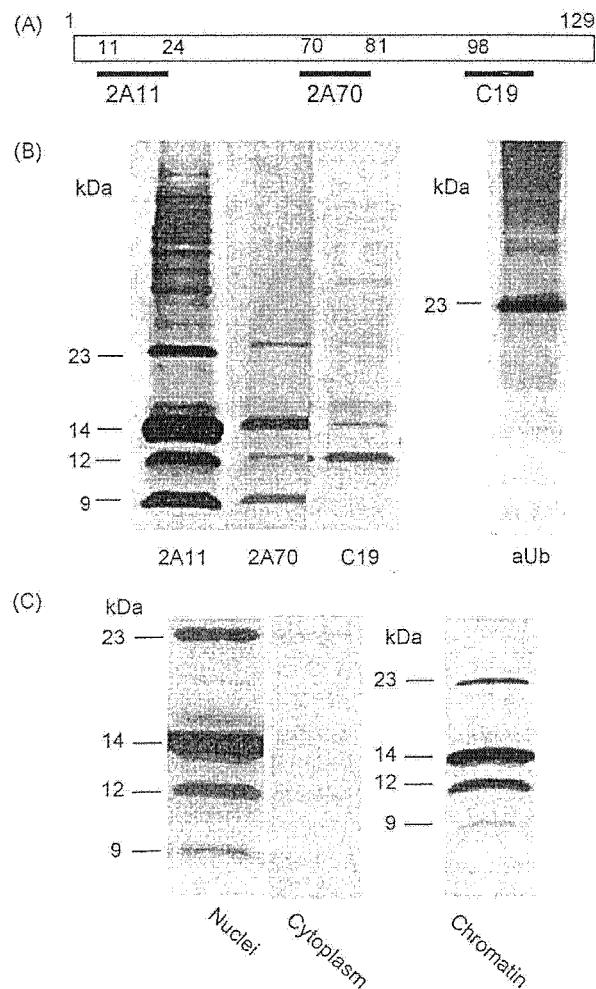 (A)
1 129
11 24 70 81 98
2A11 2A70 C19
(B)
kDa kDa
23 23
14
12
9
2A11 2A70 C19 aUb
(C)
kDa kDa
23 23
14 14
12 12
9 9
Nuclei Cytoplasm Chromatin